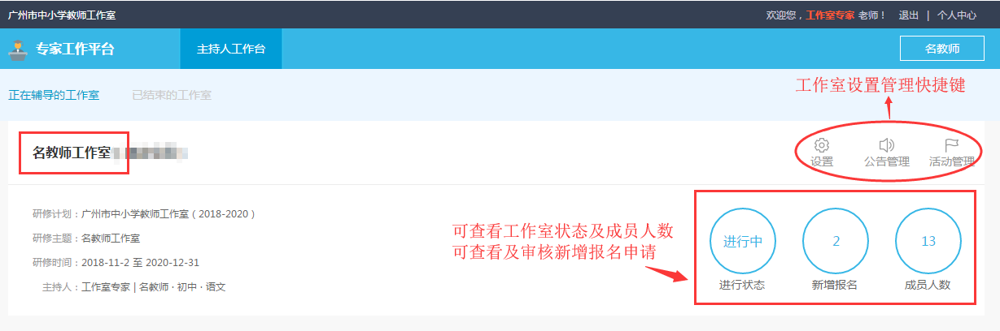 广州市中小学教师工作室
欢迎您，工作室专家 老师！ 退出 | 个人中心
专家工作平台
主持人工作台
名教师
正在辅导的工作室
已结束的工作室
工作室设置管理快捷键
名教师工作室
设置
公告管理
活动管理
研修计划：广州市中小学教师工作室（2018-2020）
研修主题：名教师工作室
研修时间：2018-11-2 至 2020-12-31
主持人：工作室专家 | 名教师 · 初中 · 语文
可查看工作室状态及成员人数
可查看及审核新增报名申请
进行中
2
13
进行状态
新增报名
成员人数